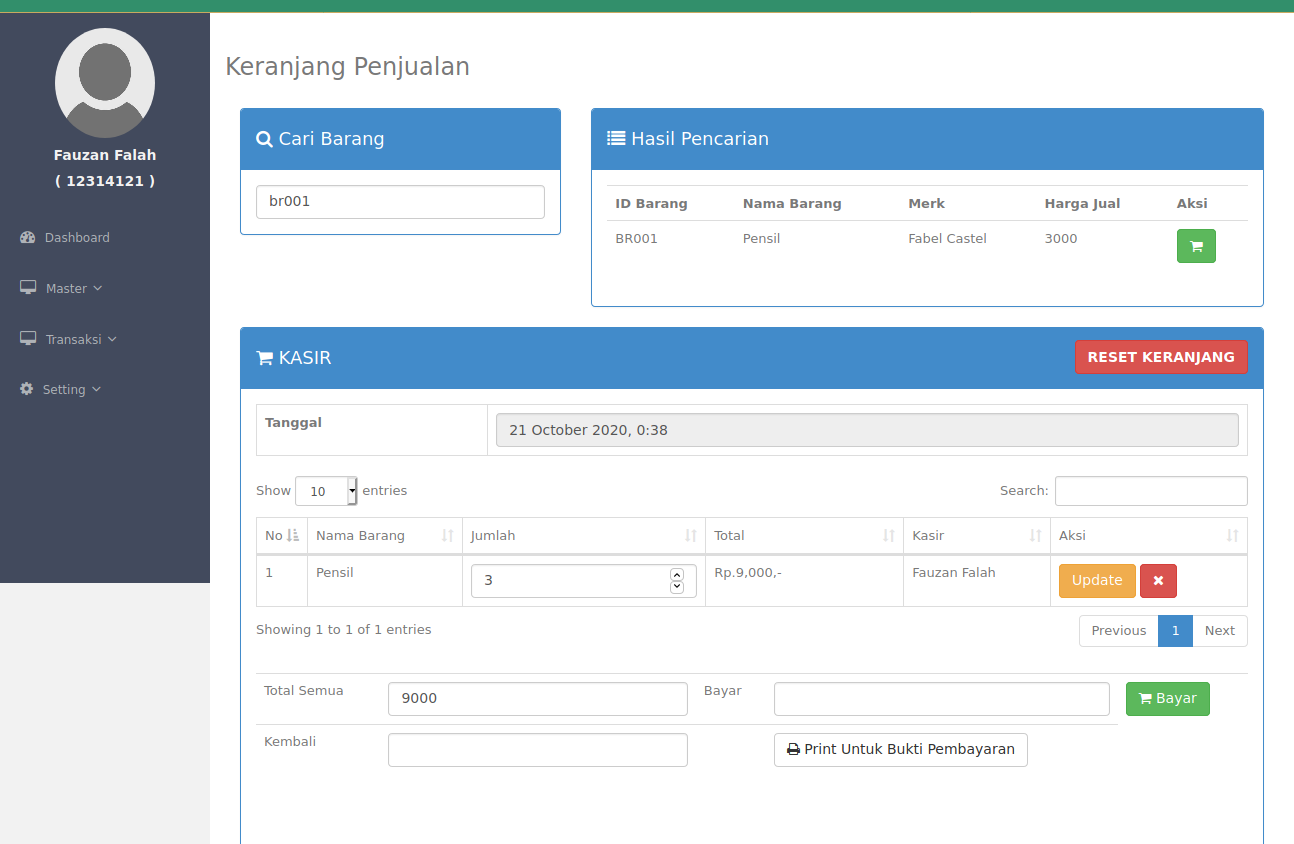 Fauzan Falah
( 12314121 )
Dashboard
Master
Transaksi
Setting
Keranjang Penjualan
Cari Barang
br001
Hasil Pencarian
ID Barang Nama Barang Merk Harga Jual Aksi
BR001 Pensil Fabel Castel 3000
KASIR RESET KERANJANG
Tanggal 21 October 2020, 0:38
Show 10 entries Search:
No Nama Barang Jumlah Total Kasir Aksi
1 Pensil 3 Rp.9,000,- Fauzan Falah Update
Showing 1 to 1 of 1 entries Previous 1 Next
Total Semua 9000 Bayar Bayar
Kembali Print Untuk Bukti Pembayaran